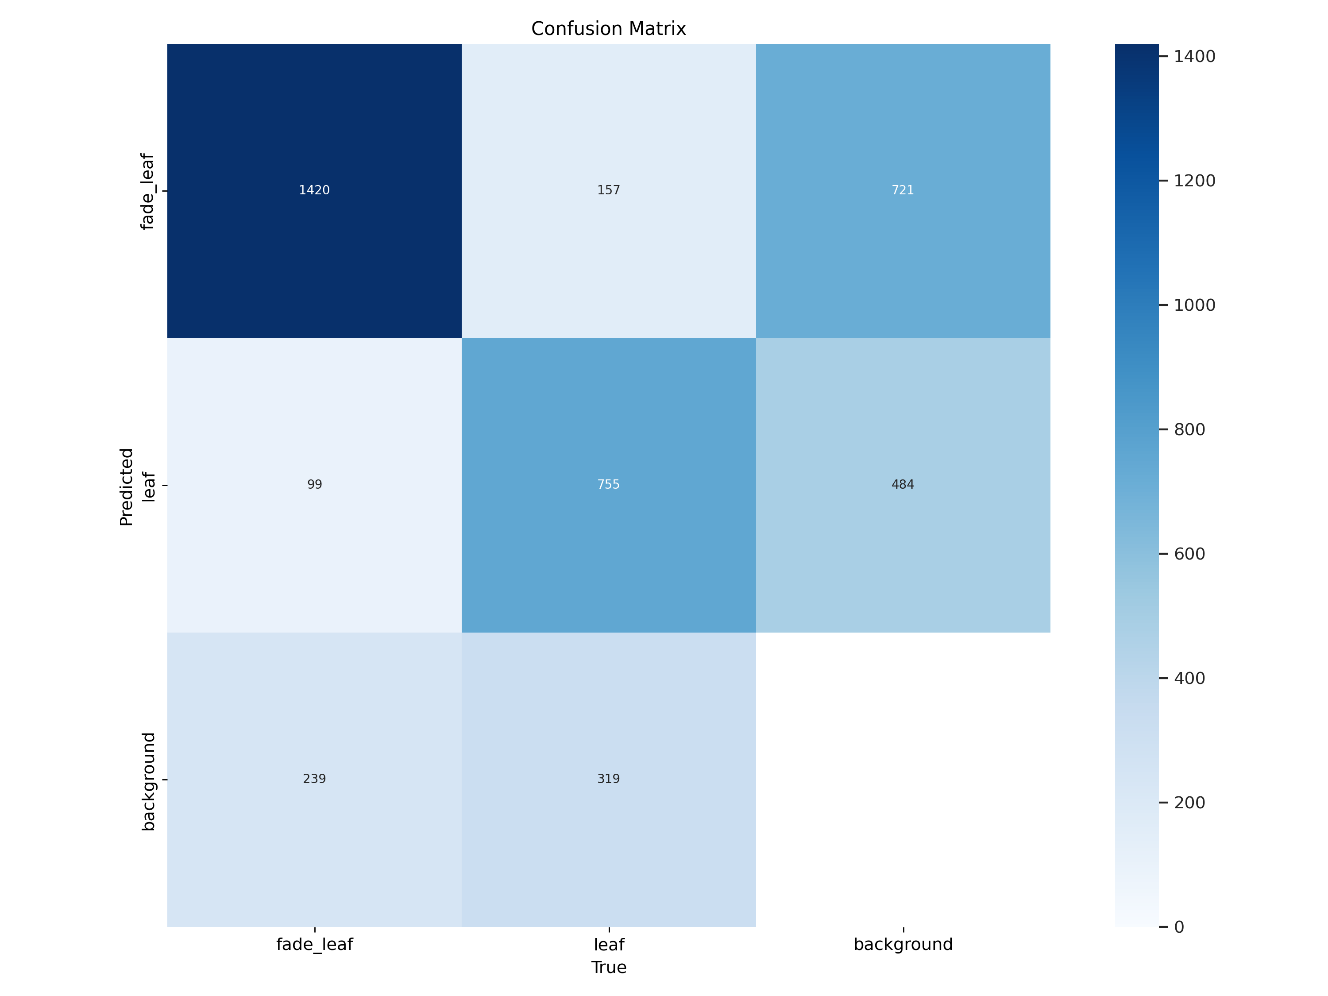 Confusion Matrix
Predicted
fade_leaf
1420
157
721
leaf
99
755
484
background
239
319
fade_leaf
leaf
background
True
1400
1200
1000
800
600
400
200
0